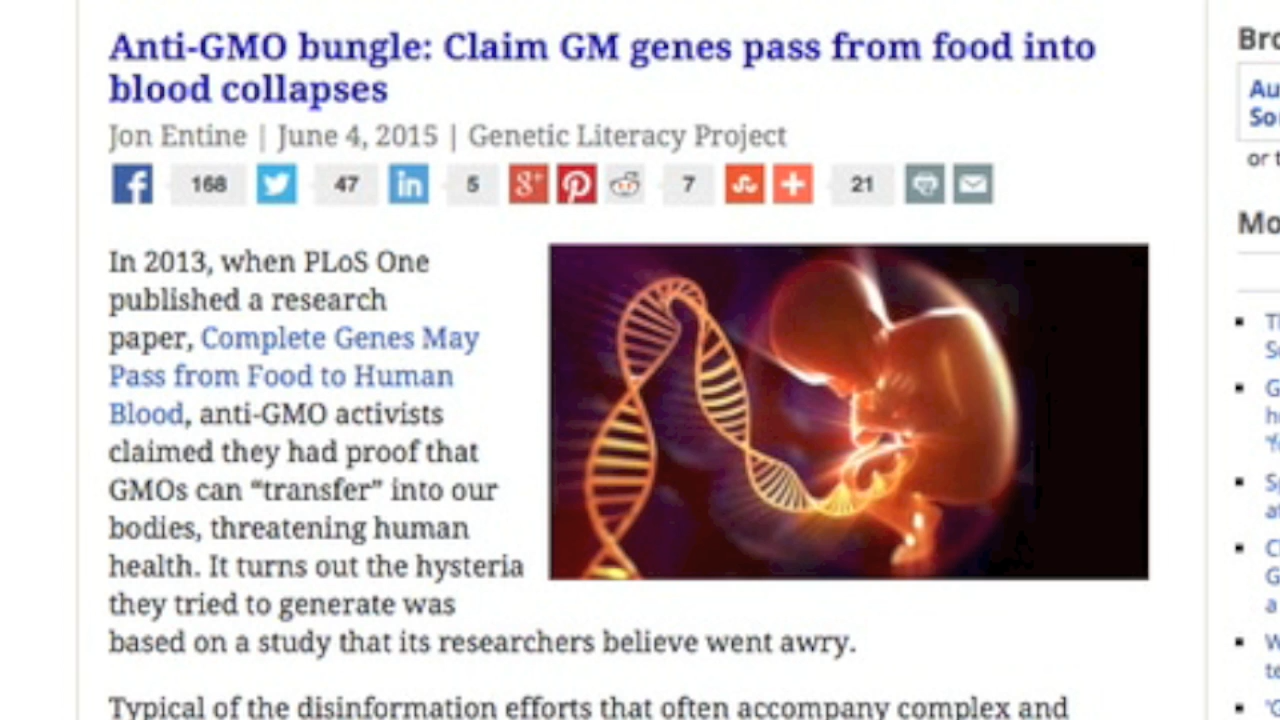 Anti-GMO bungle: Claim GM genes pass from food into
blood collapses
Jon Entine | June 4, 2015 | Genetic Literacy Project
168 47 in 5 7 21
In 2013, when PLoS One
published a research
paper, Complete Genes May
Pass from Food to Human
Blood, anti-GMO activists
claimed they had proof that
GMOs can “transfer” into our
bodies, threatening human
health. It turns out the hysteria
they tried to generate was
based on a study that its researchers believe went awry.
Typical of the disinformation efforts that often accompany complex and
or t